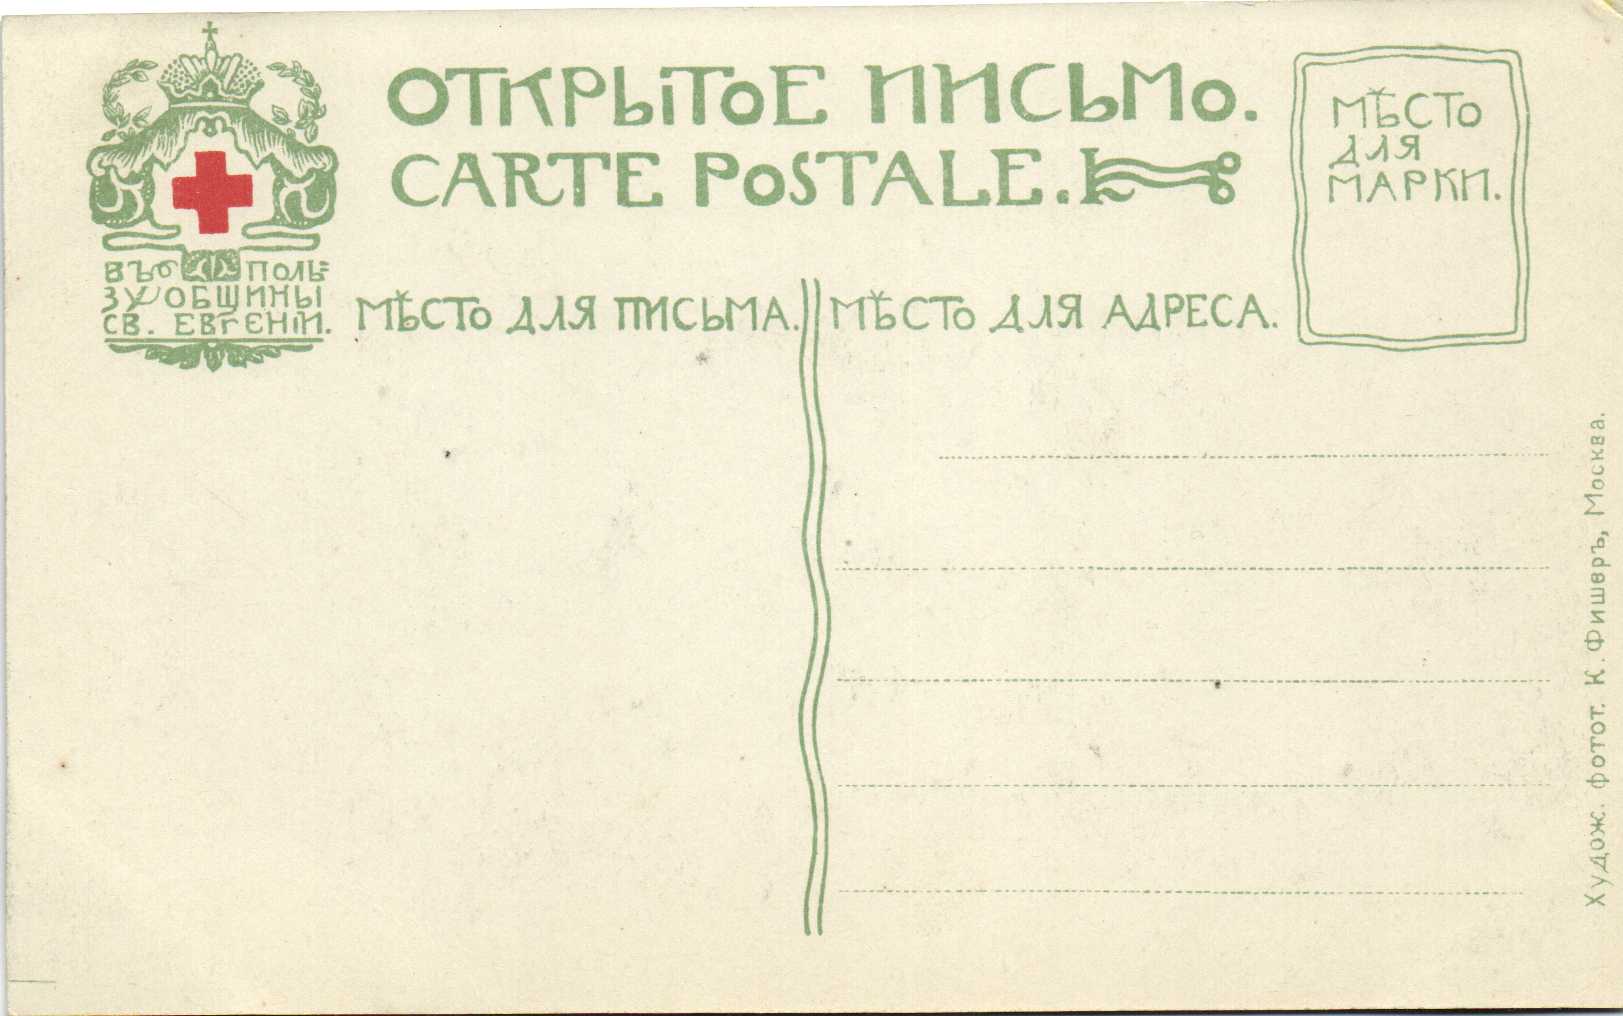 ОТКРЫТОЕ ПИСЬМО.
CARTE POSTALE.
МѢСТО
ДЛЯ
МАРКИ.
ВЪ ПОЛЬ=
ЗУ ОБЩИНЫ
СВ. ЕВГЕНІИ.
МѢСТО ДЛЯ ПИСЬМА.
МѢСТО ДЛЯ АДРЕСА.
Худож. фотот. К. Фишеръ, Москва.